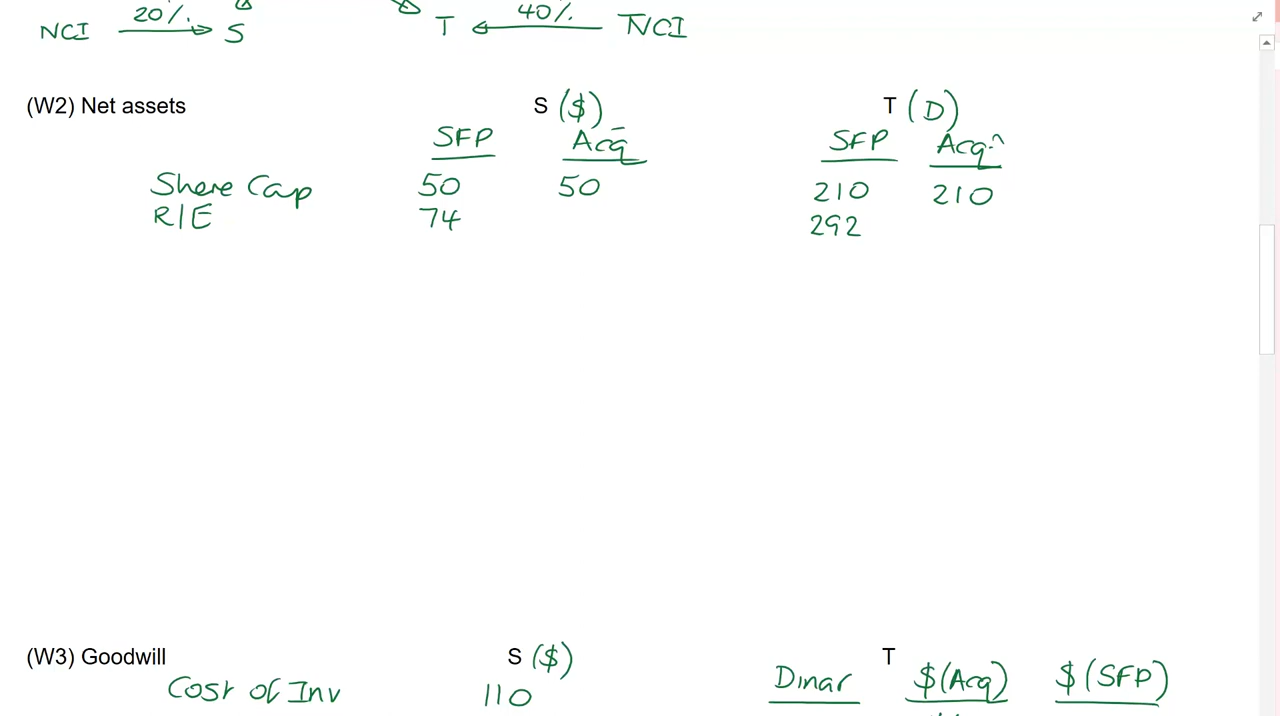 20%. 40%.
NCI S T NCI
(W2) Net assets S ($) T (D)
SFP Acq SFP Acq^
Share Cap 50 50 210 210
R/E 74 292
(W3) Goodwill S ($) T
Cost of Inv 110 Dinar $(Acq) $(SFP)